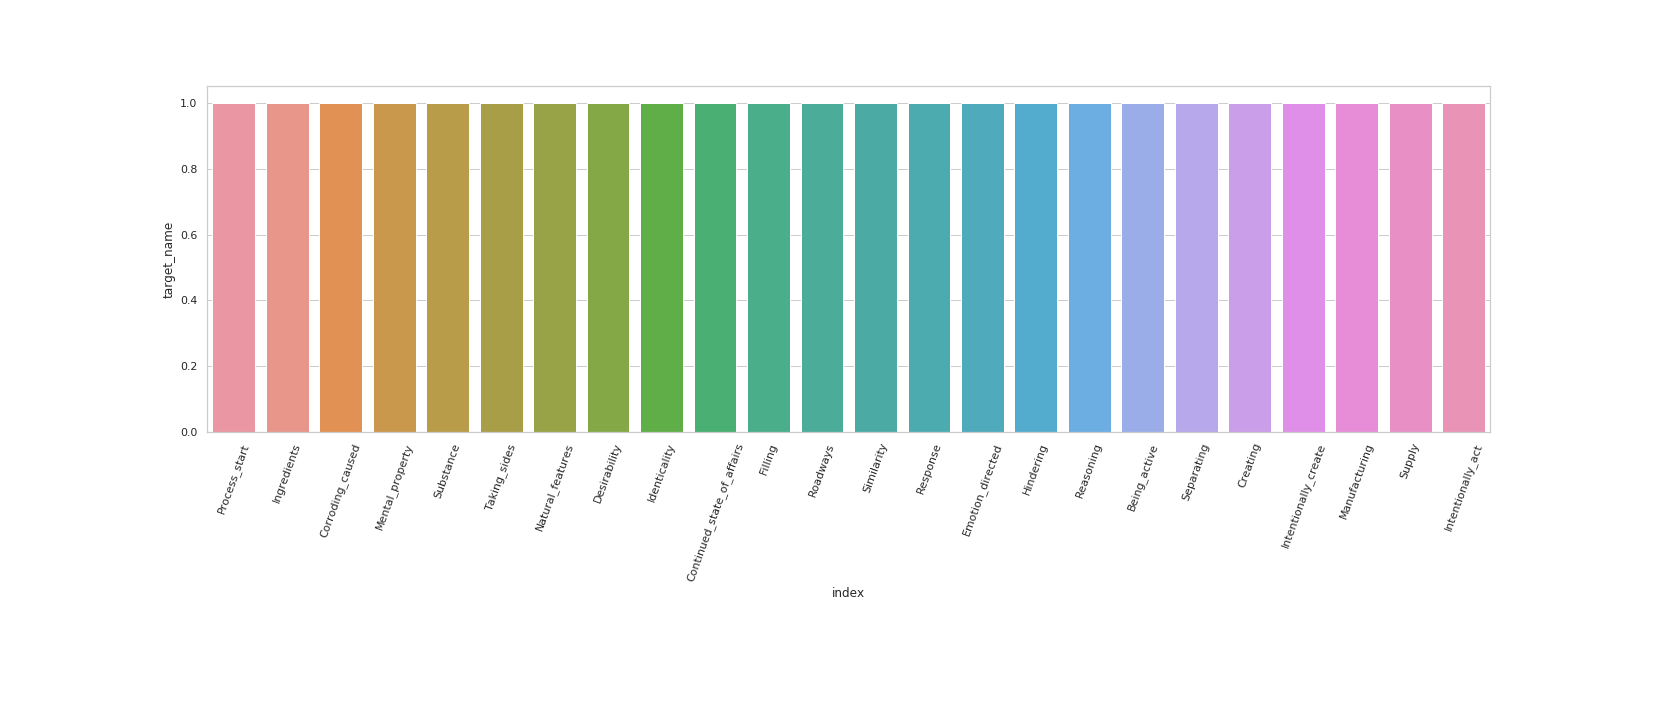 1.0
0.8
0.6
0.4
0.2
0.0
target_name
Process_start
Ingredients
Corroding_caused
Mental_property
Substance
Taking_sides
Natural_features
Desirability
Identicality
Continued_state_of_affairs
Filling
Roadways
Similarity
Response
Emotion_directed
Hindering
Reasoning
Being_active
Separating
Creating
Intentionally_create
Manufacturing
Supply
Intentionally_act
index